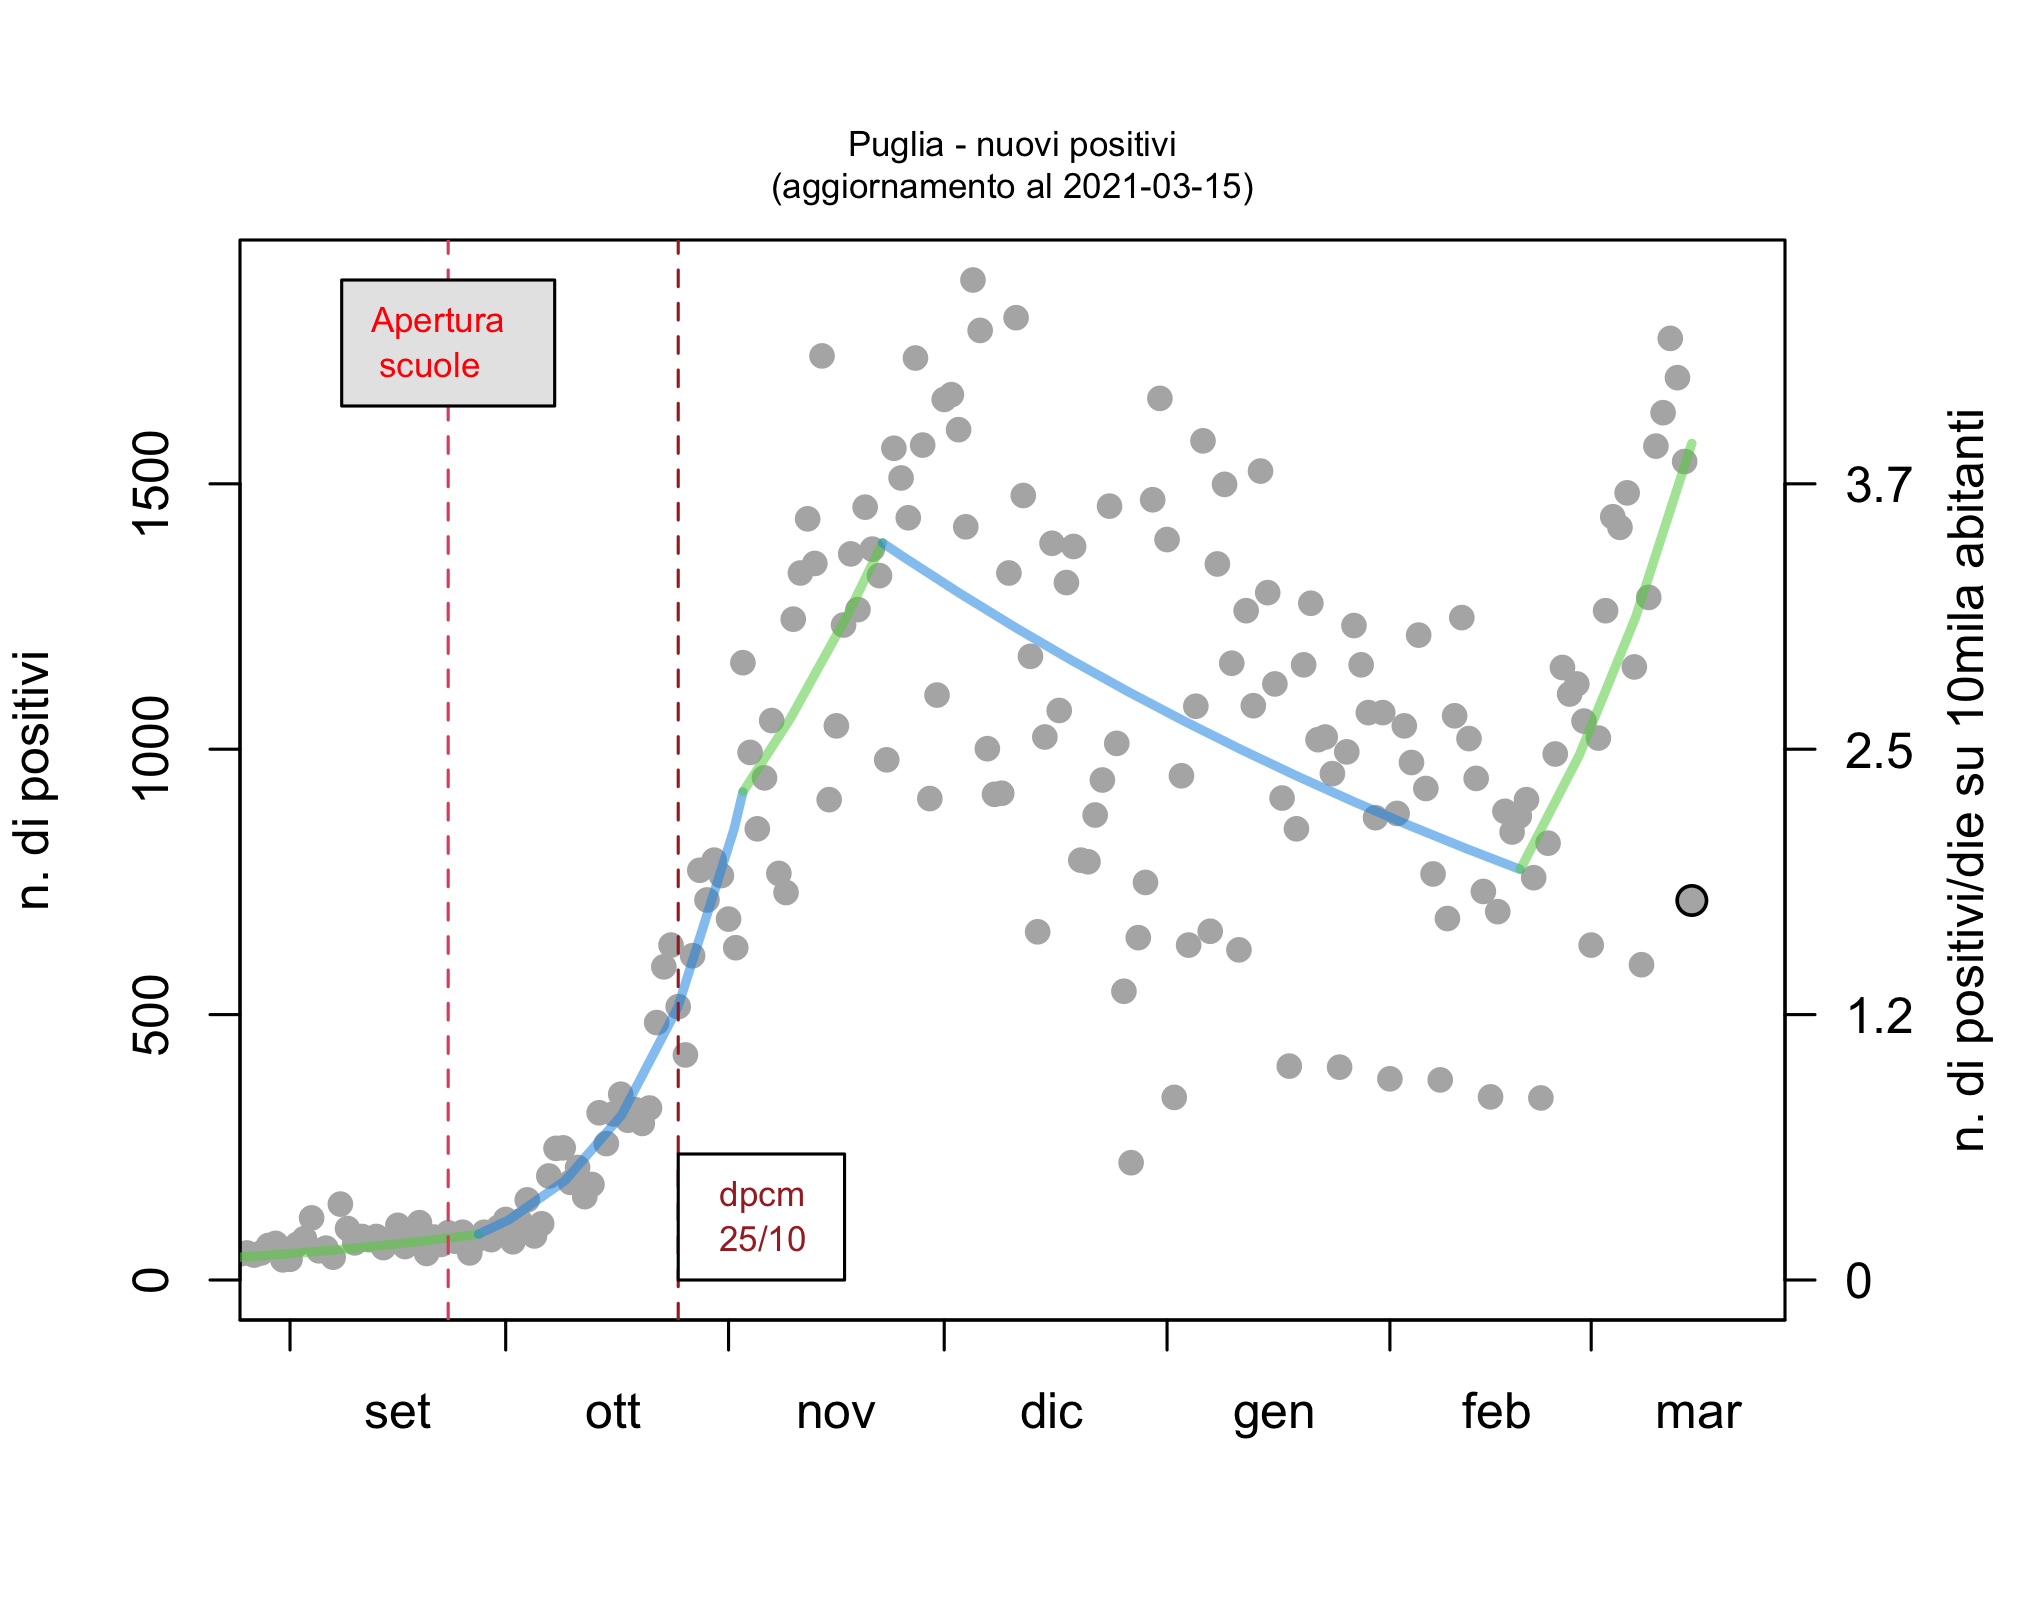 Puglia - nuovi positivi
(aggiornamento al 2021-03-15)
Apertura
scuole
dpcm
25/10
n. di positivi
0
500
1000
1500
0
1.2
2.5
3.7
n. di positivi/die su 10mila abitanti
set
ott
nov
dic
gen
feb
mar